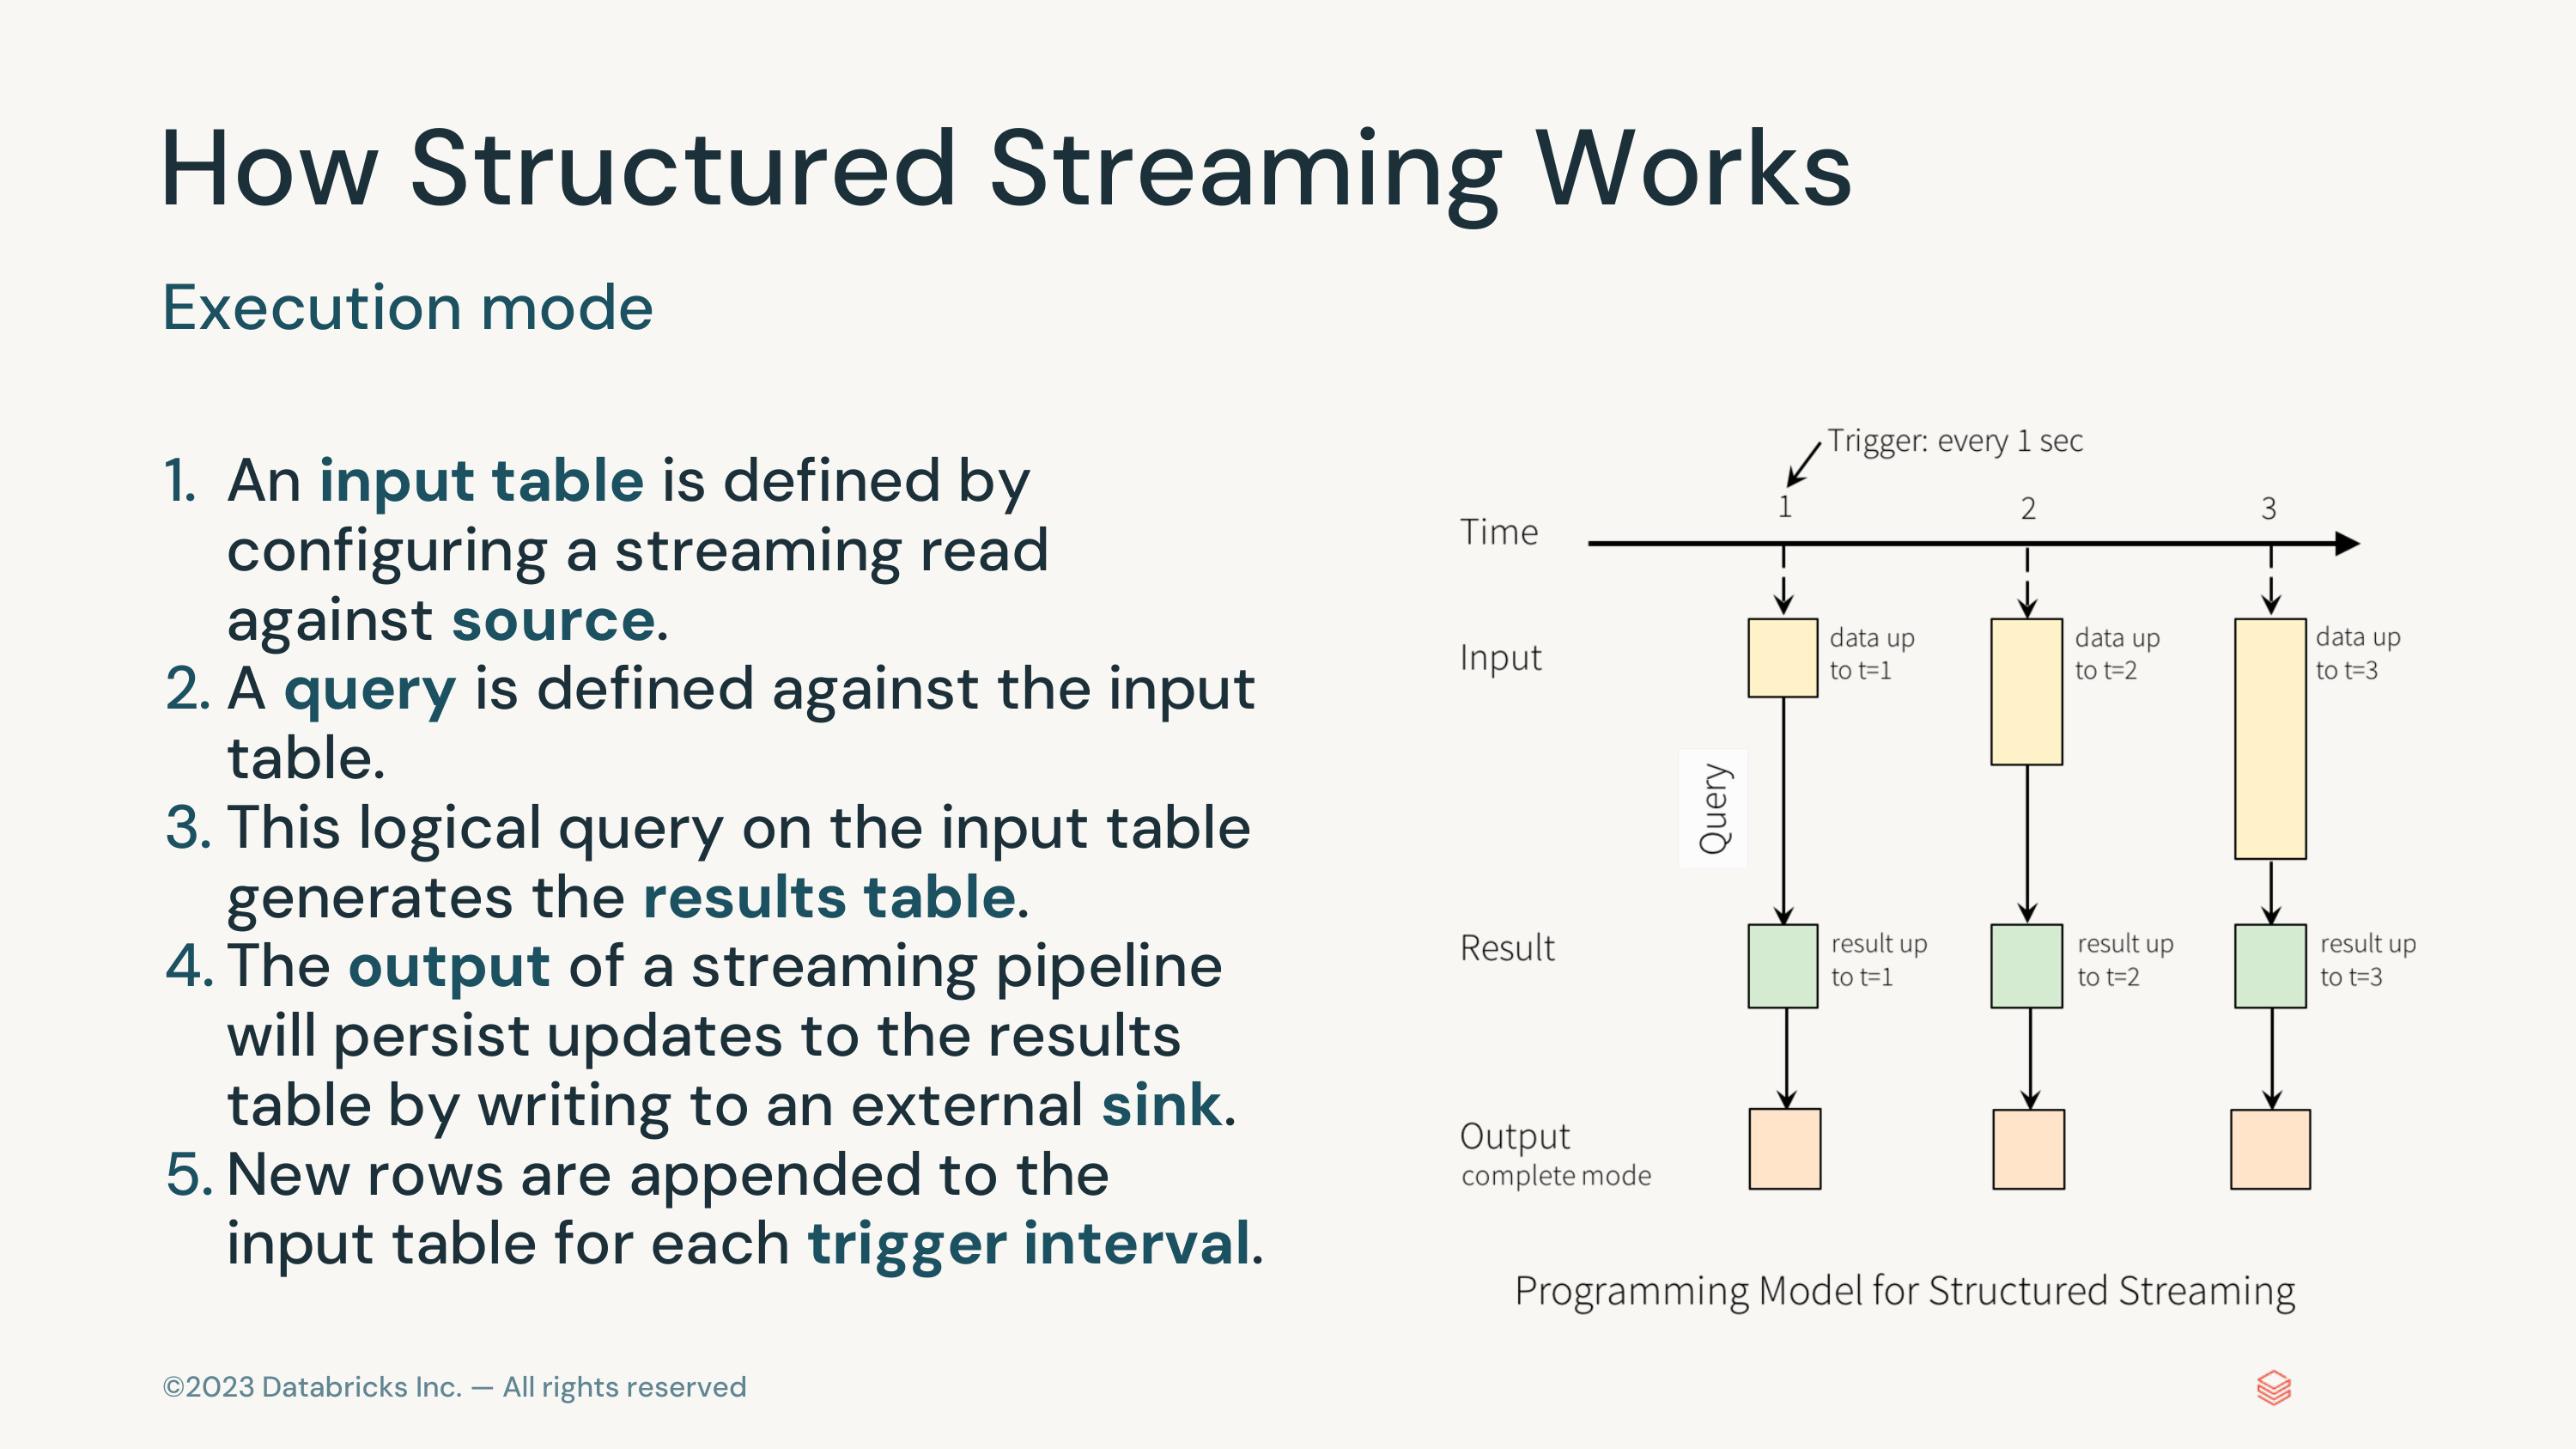 How Structured Streaming Works
Execution mode
1. An input table is defined by
configuring a streaming read
against source.
2. A query is defined against the input
table.
3. This logical query on the input table
generates the results table.
4. The output of a streaming pipeline
will persist updates to the results
table by writing to an external sink.
5. New rows are appended to the
input table for each trigger interval.
Trigger: every 1 sec
1 2 3
Time
Input
data up
to t=1
data up
to t=2
data up
to t=3
Query
Result
result up
to t=1
result up
to t=2
result up
to t=3
Output
complete mode
Programming Model for Structured Streaming
©2023 Databricks Inc. — All rights reserved